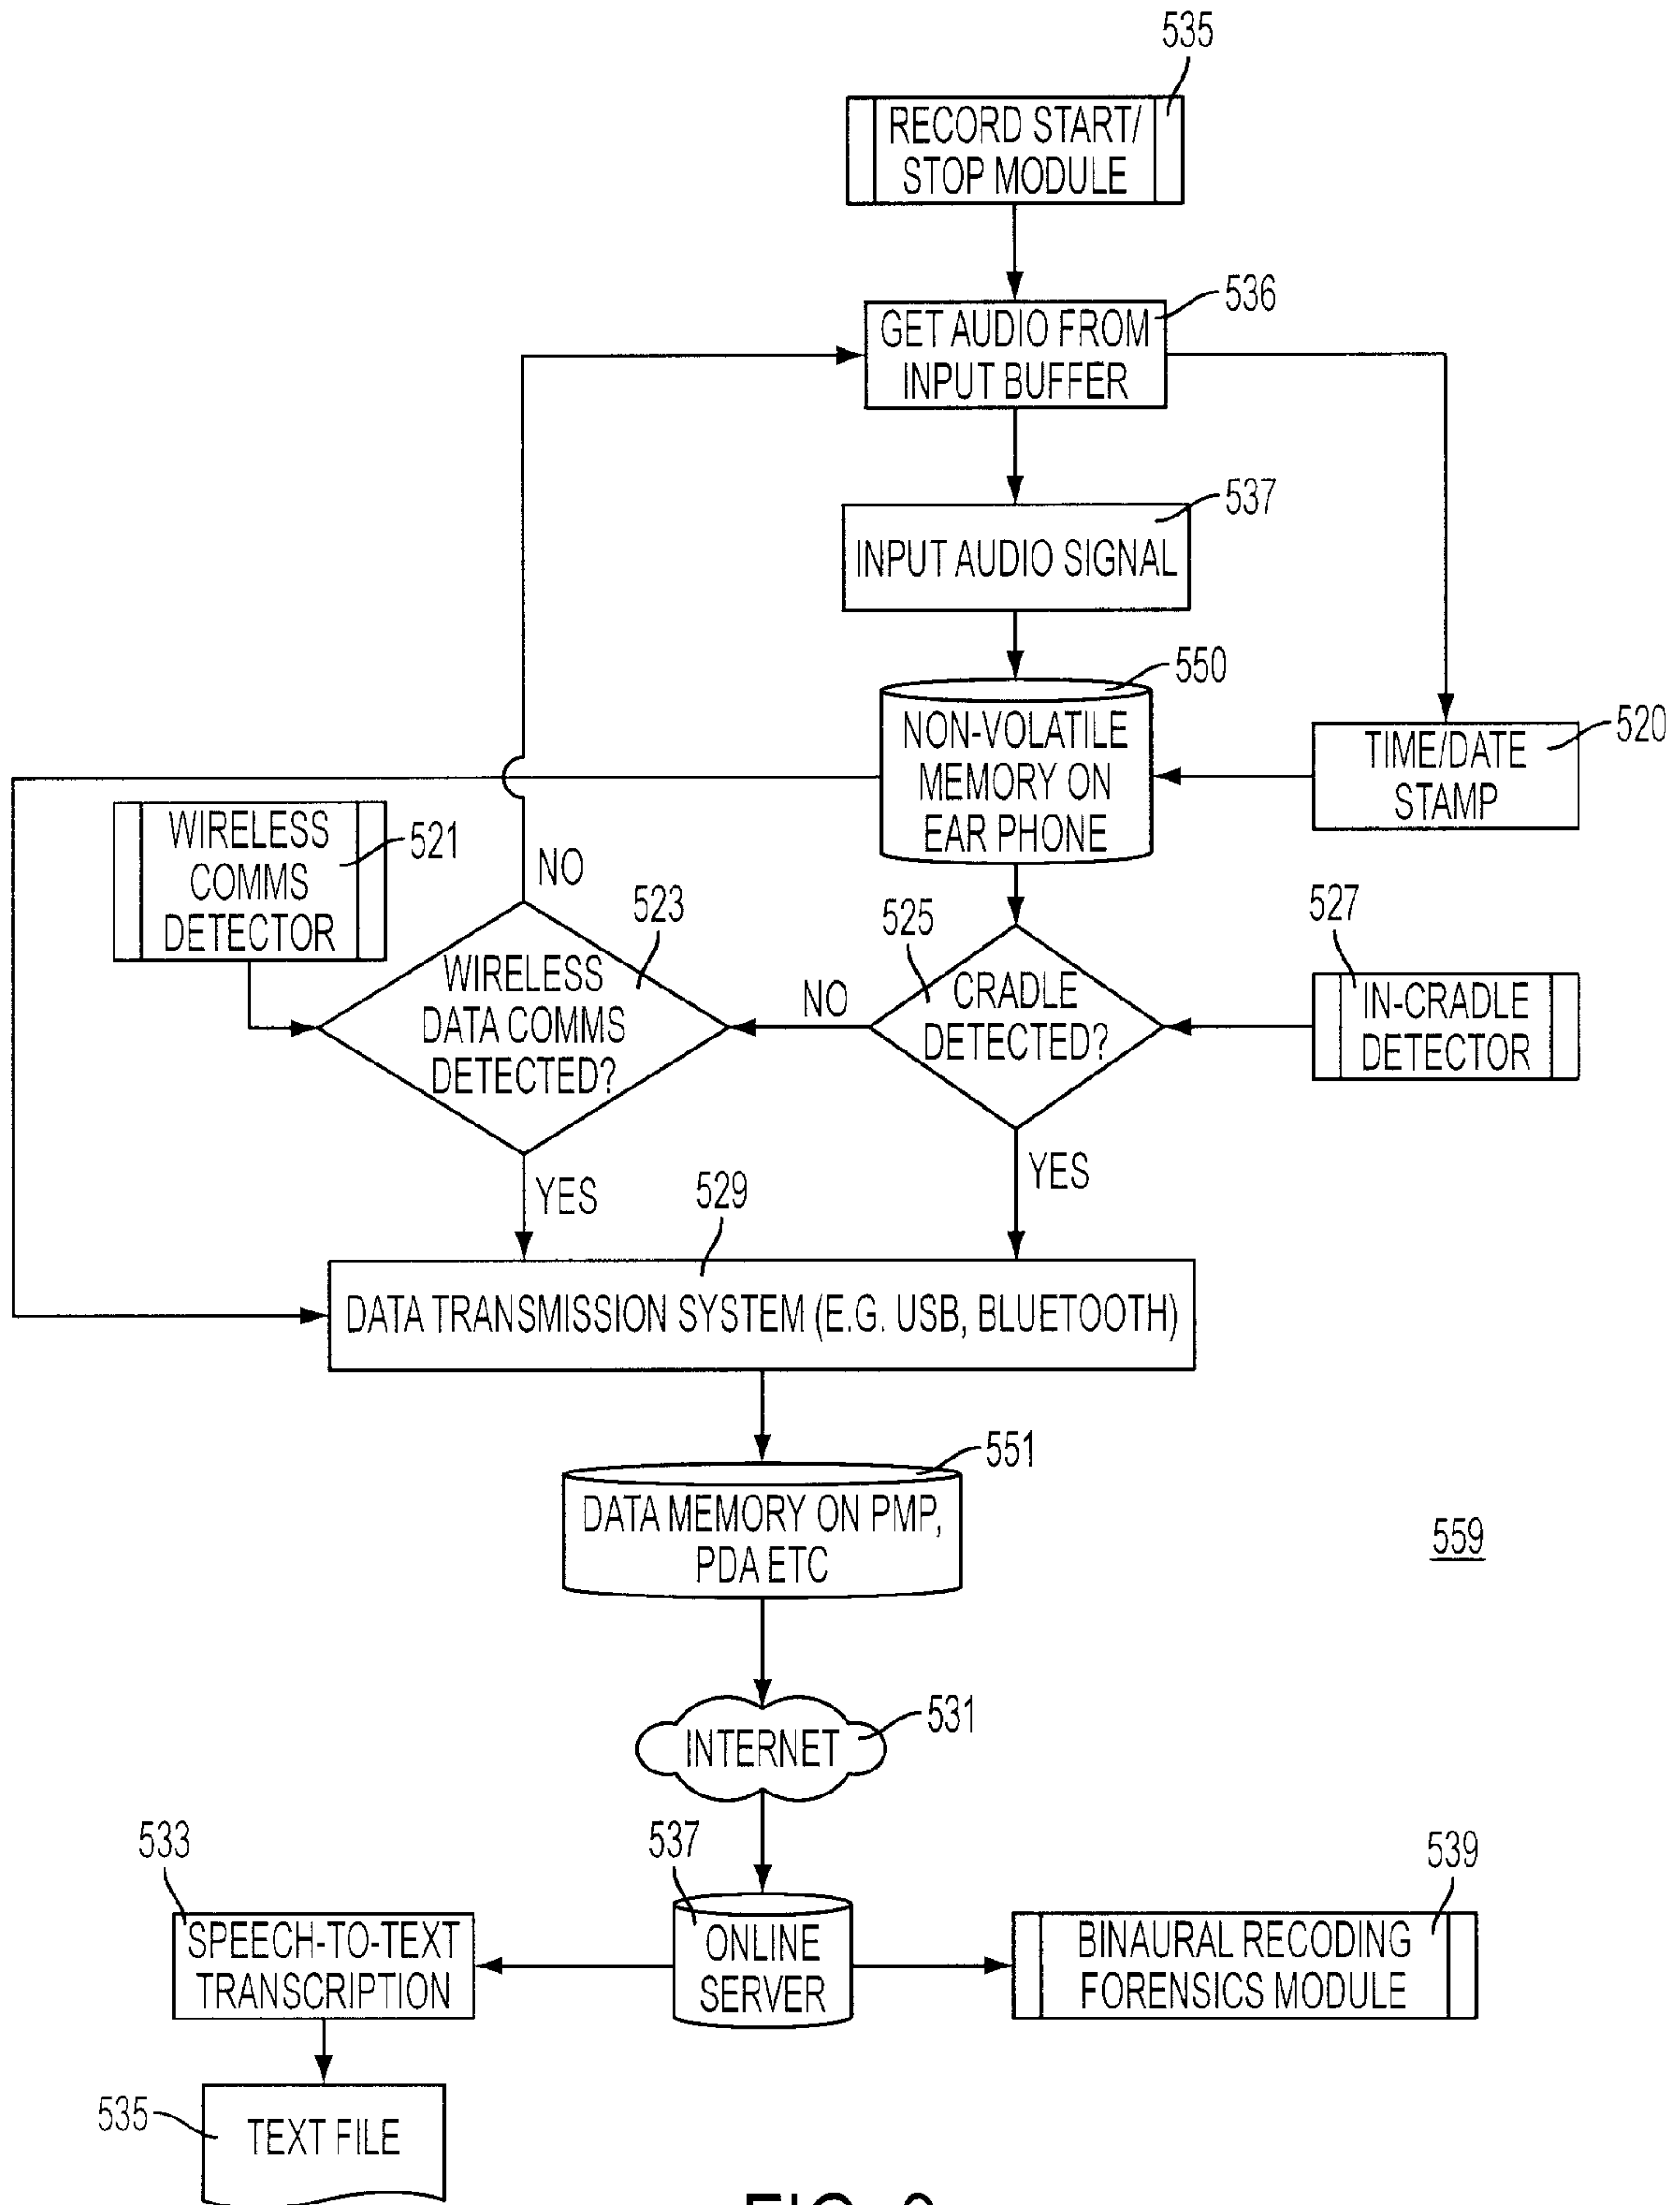 535
RECORD START/
STOP MODULE
536
GET AUDIO FROM
INPUT BUFFER
537
INPUT AUDIO SIGNAL
550
NON-VOLATILE
MEMORY ON
EAR PHONE
520
TIME/DATE
STAMP
WIRELESS
COMMS
DETECTOR
521
NO
523
WIRELESS
DATA COMMS
DETECTED?
YES
NO
525
CRADLE
DETECTED?
YES
527
IN-CRADLE
DETECTOR
529
DATA TRANSMISSION SYSTEM (E.G. USB, BLUETOOTH)
551
DATA MEMORY ON PMP,
PDA ETC
559
531
INTERNET
533
SPEECH-TO-TEXT
TRANSCRIPTION
537
ONLINE
SERVER
539
BINAURAL RECODING
FORENSICS MODULE
535
TEXT FILE